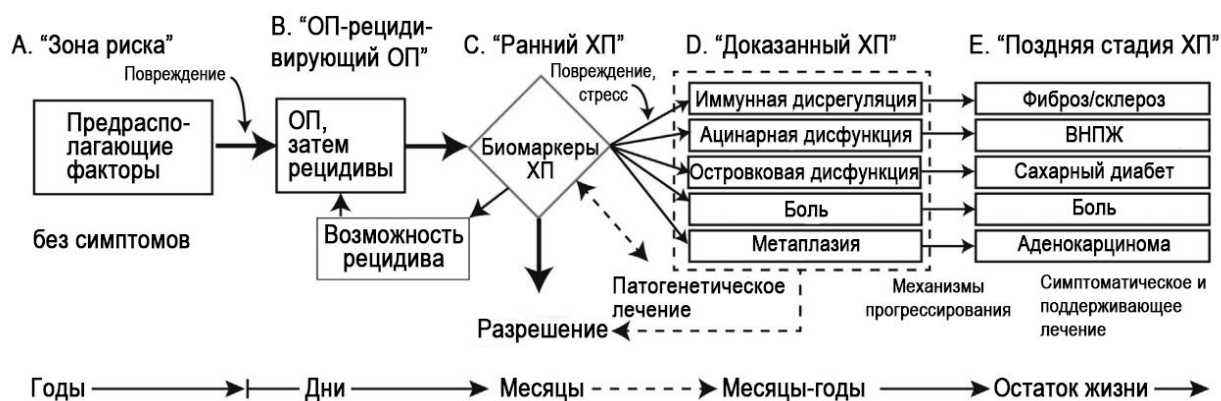 A. “Зона риска”
B. “ОП-рециди-
вирующий ОП”
C. “Ранний ХП”
D. “Доказанный ХП”
E. “Поздняя стадия ХП”
Повреждение
Повреждение,
стресс
Предраспо-
лагающие
факторы
ОП,
затем
рецидивы
Биомаркеры
ХП
Иммунная дисрегуляция
Фиброз/склероз
Ацинарная дисфункция
ВНПЖ
Островковая дисфункция
Сахарный диабет
Боль
Боль
Метаплазия
Аденокарцинома
без симптомов
Возможность
рецидива
Патогенетическое
лечение
Разрешение
Механизмы
прогрессирования
Симптоматическое и
поддерживающее
лечение
Годы
Дни
Месяцы
Месяцы-годы
Остаток жизни